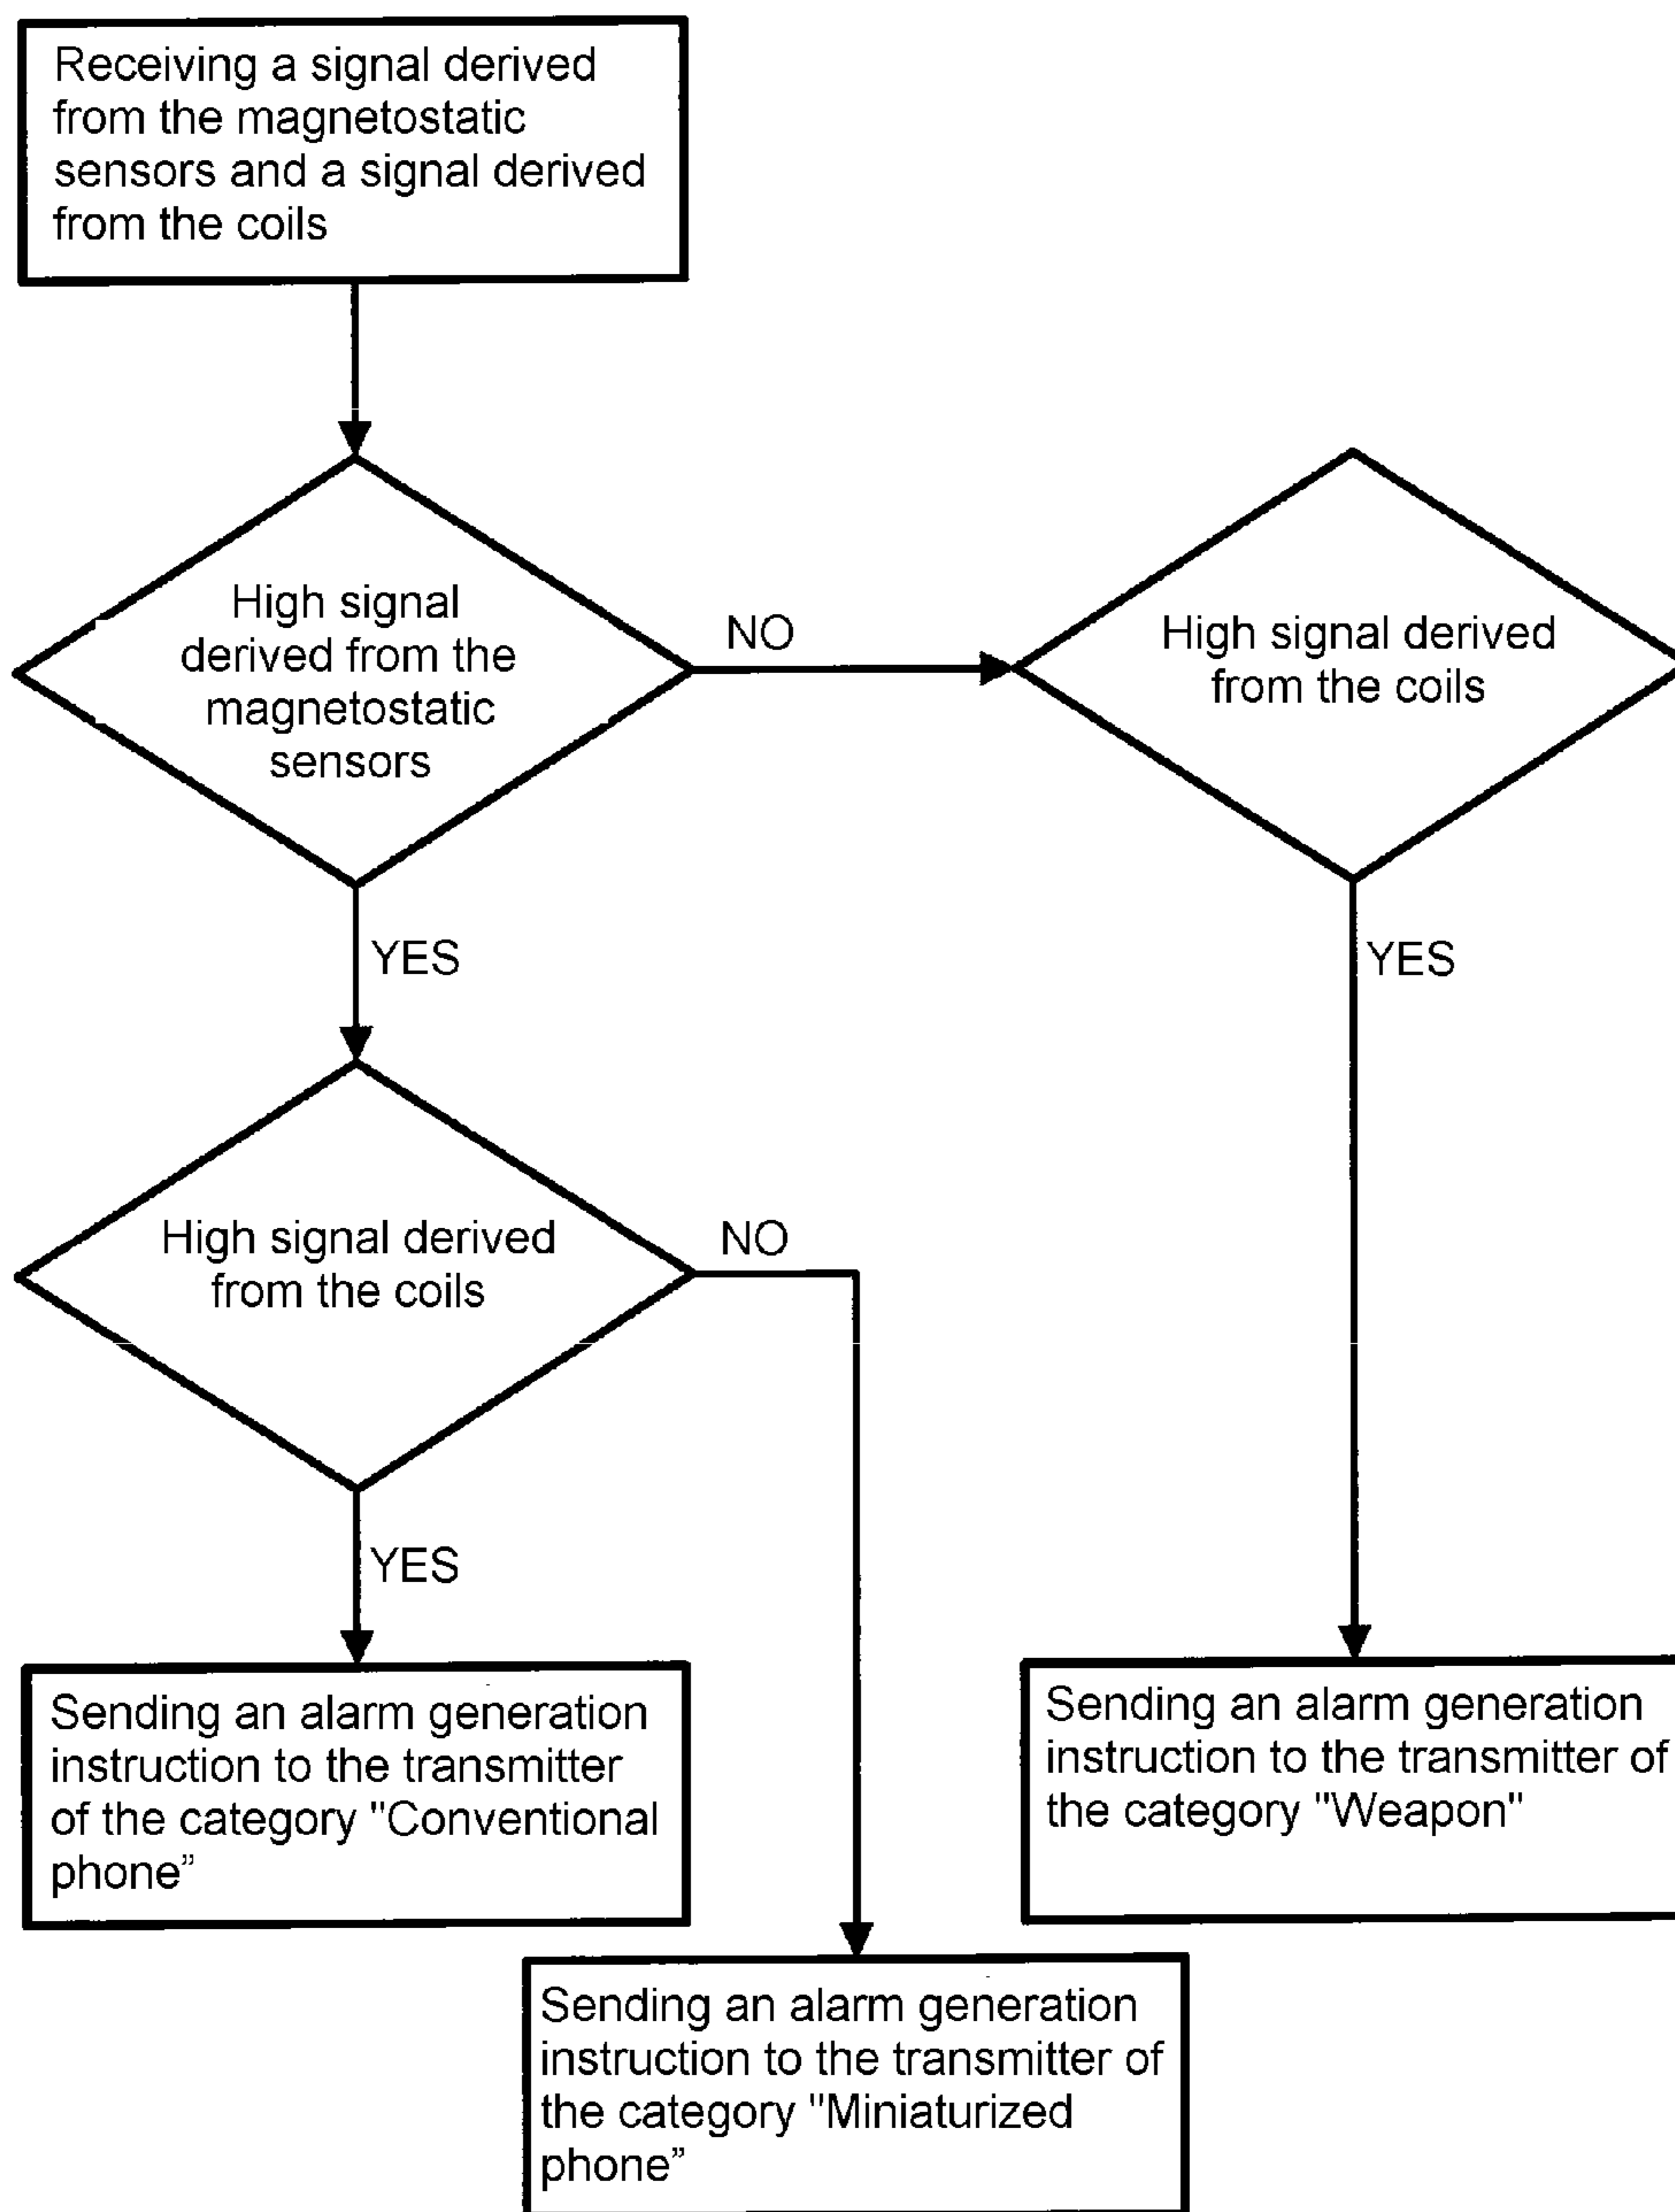 Receiving a signal derived
from the magnetostatic
sensors and a signal derived
from the coils
High signal
derived from the
magnetostatic
sensors
NO
High signal derived
from the coils
YES
YES
High signal derived
from the coils
NO
YES
Sending an alarm generation
instruction to the transmitter
of the category "Conventional
phone”
Sending an alarm generation
instruction to the transmitter of
the category "Weapon"
Sending an alarm generation
instruction to the transmitter of
the category "Miniaturized
phone”